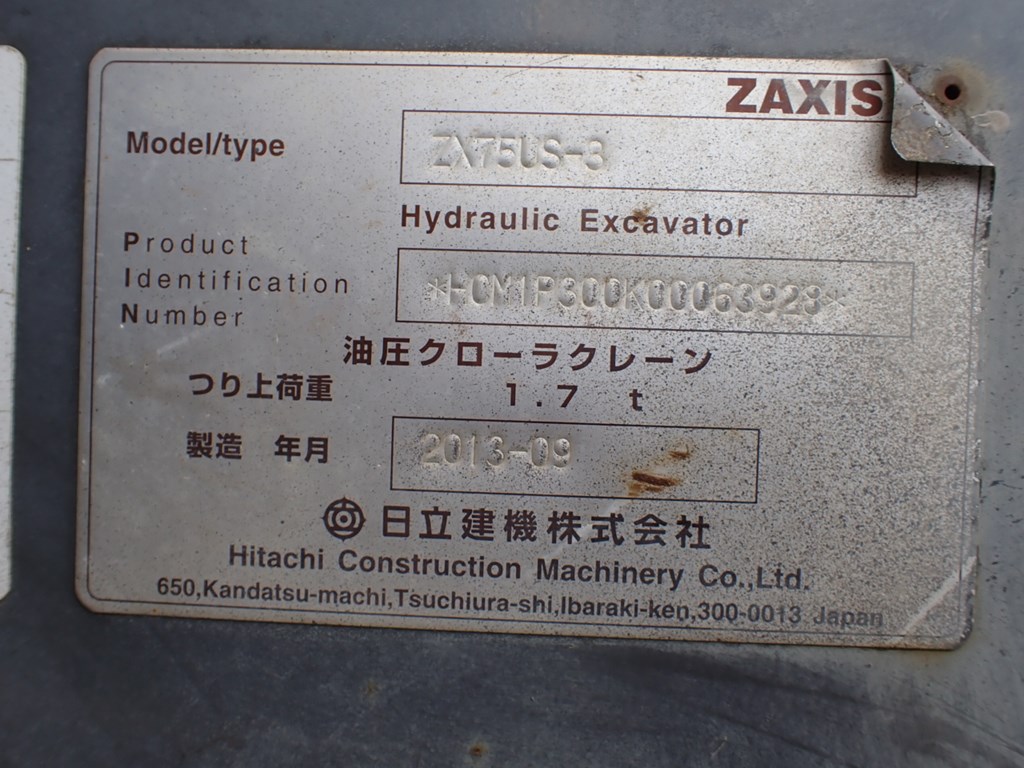 ZAXIS
Model/type ZX75US-3
Hydraulic Excavator
Product
Identification
Number
*HCM1P300K00063928*
油圧クローラクレーン
つり上荷重 1.7 t
製造 年月 2013-09
日立建機株式会社
Hitachi Construction Machinery Co.,Ltd.
650,Kandatsu-machi,Tsuchiura-shi,Ibaraki-ken,300-0013 Japan